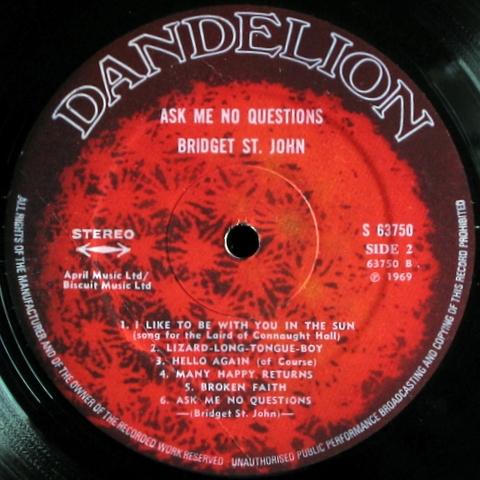 DANDELION
ASK ME NO QUESTIONS
BRIDGET ST. JOHN
STEREO
April Music Ltd/
Biscuit Music Ltd
S 63750
SIDE 2
63750 B
℗ 1969
1. I LIKE TO BE WITH YOU IN THE SUN
(song for the Laird of Connaught Hall)
2. LIZARD-LONG-TONGUE-BOY
3. HELLO AGAIN (of Course)
4. MANY HAPPY RETURNS
5. BROKEN FAITH
6. ASK ME NO QUESTIONS
—(Bridget St. John)—
ALL RIGHTS OF THE MANUFACTURER AND OF THE OWNER OF THE RECORDED WORK RESERVED UNAUTHORISED PUBLIC PERFORMANCE BROADCASTING AND COPYING OF THIS RECORD PROHIBITED